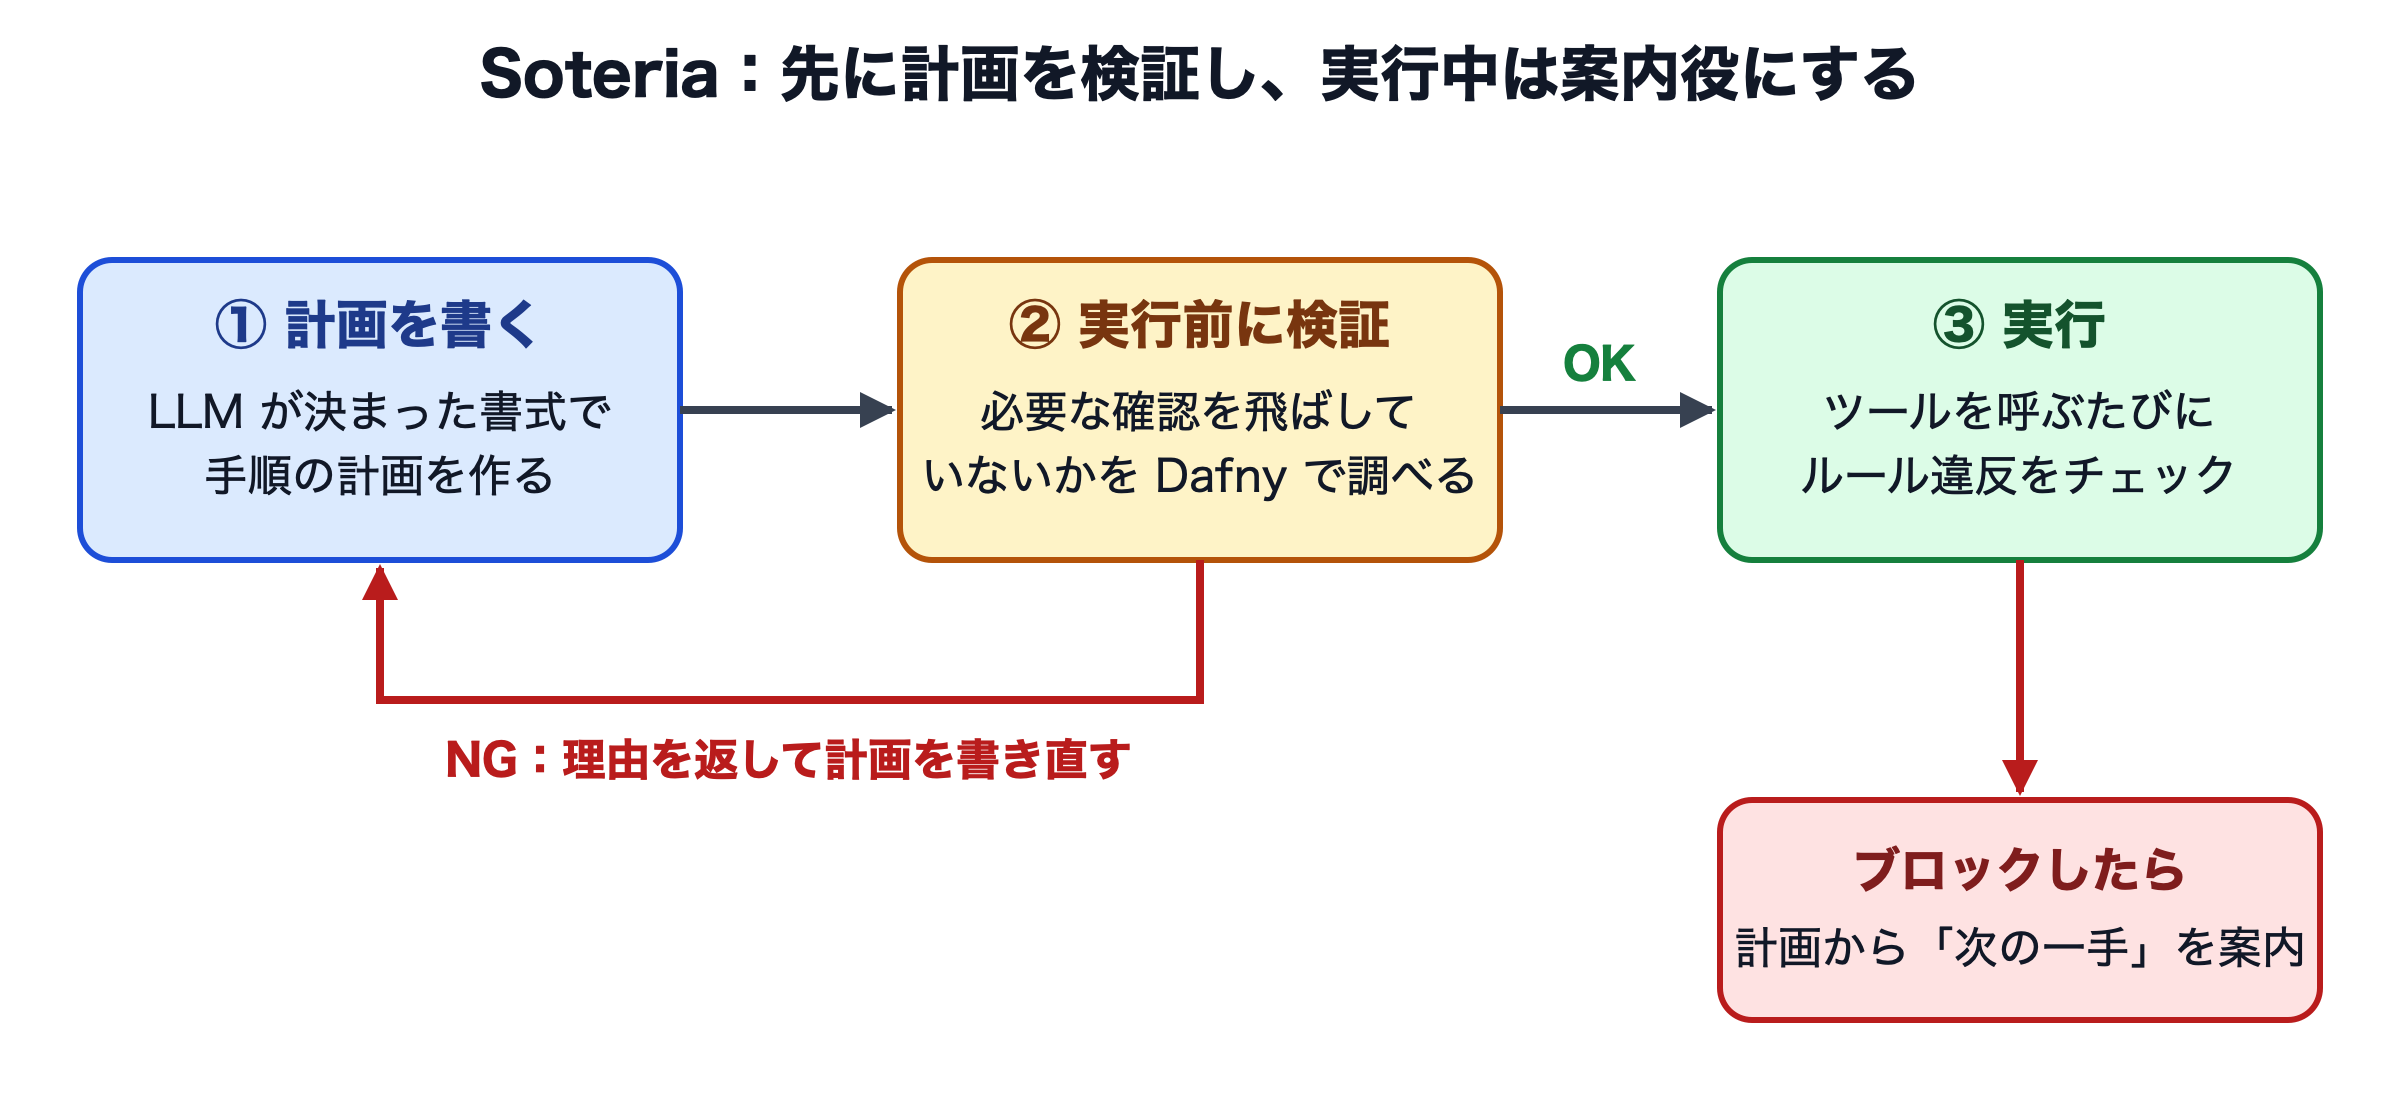 Soteria：先に計画を検証し、実行中は案内役にする
① 計画を書く
LLM が決まった書式で
手順の計画を作る
② 実行前に検証
必要な確認を飛ばして
いないかを Dafny で調べる
OK
③ 実行
ツールを呼ぶたびに
ルール違反をチェック
NG：理由を返して計画を書き直す
ブロックしたら
計画から「次の一手」を案内